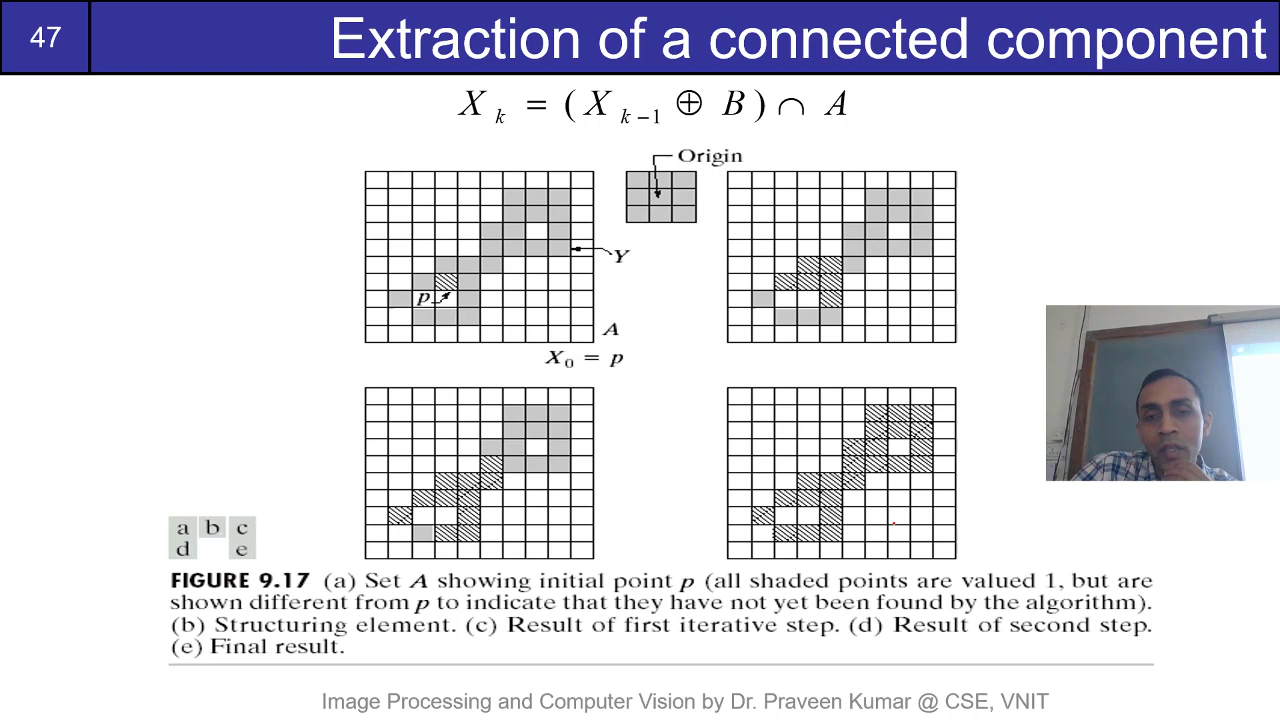 47
Extraction of a connected component
X k = ( X k −1 ⊕ B ) ∩ A
Origin
Y
p
A
X0 = p
a b c
d e
FIGURE 9.17 (a) Set A showing initial point p (all shaded points are valued 1, but are
shown different from p to indicate that they have not yet been found by the algorithm).
(b) Structuring element. (c) Result of first iterative step. (d) Result of second step.
(e) Final result.
Image Processing and Computer Vision by Dr. Praveen Kumar @ CSE, VNIT